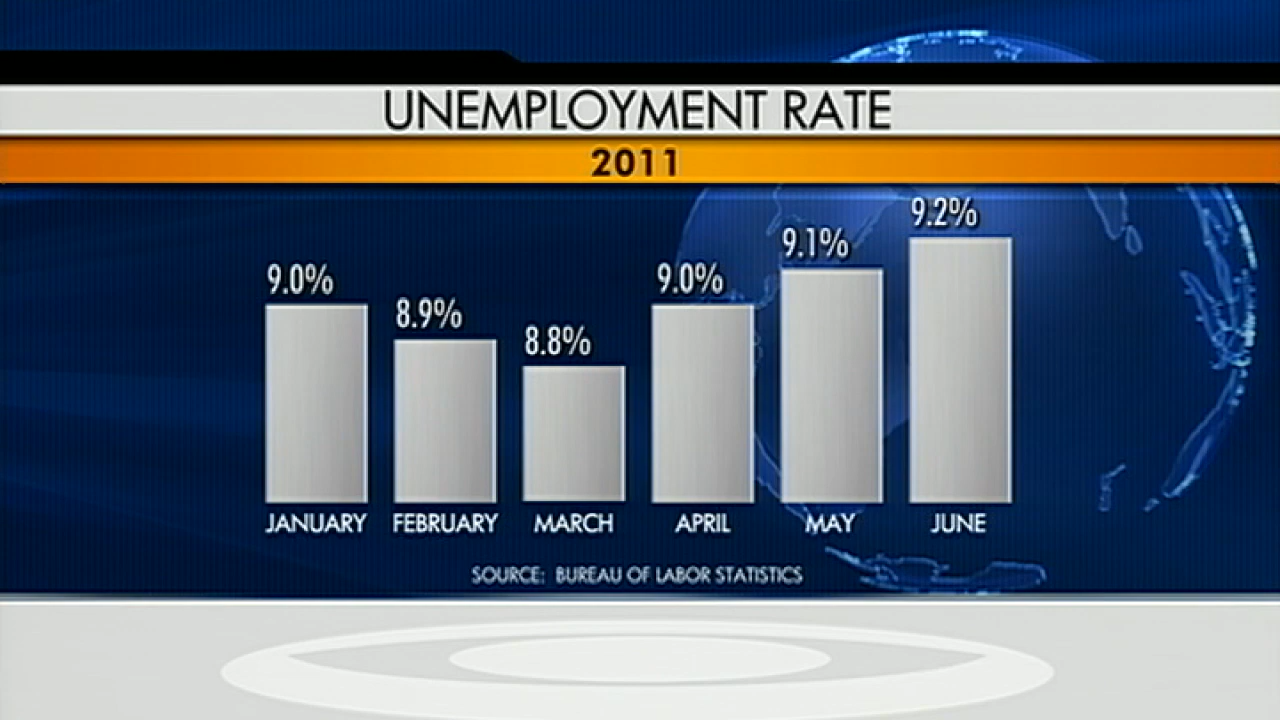 UNEMPLOYMENT RATE
2011
9.0%
8.9%
8.8%
9.0%
9.1%
9.2%
JANUARY FEBRUARY MARCH APRIL MAY JUNE
SOURCE: BUREAU OF LABOR STATISTICS